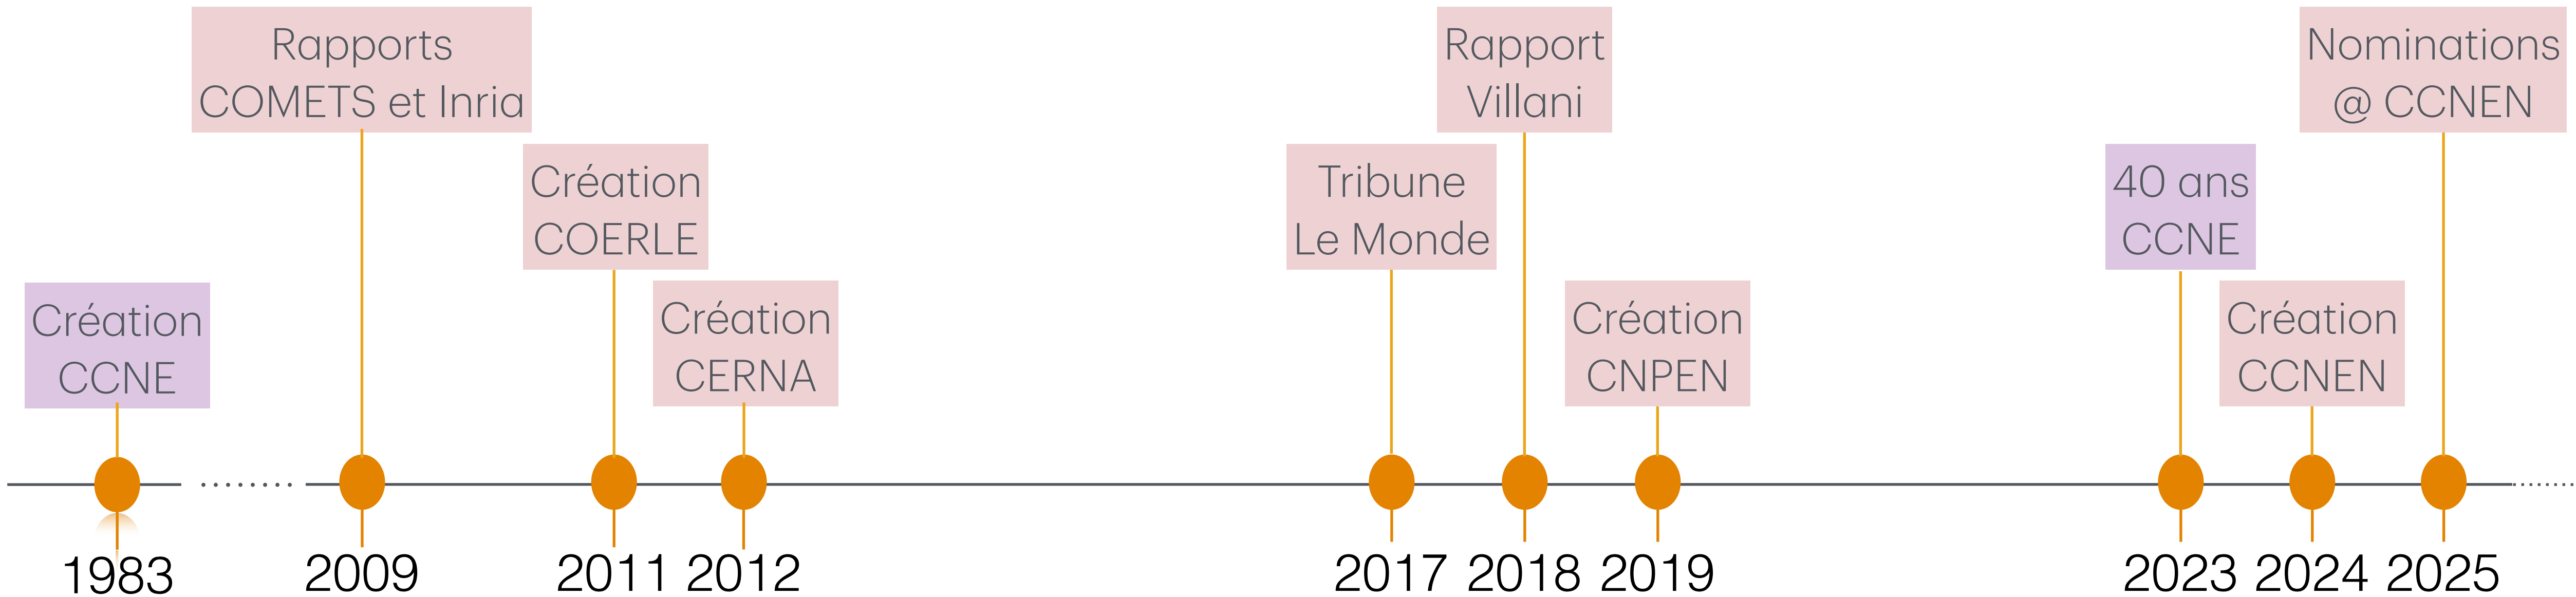 Rapports
COMETS et Inria
Rapport
Villani
Nominations
@ CCNEN
Création
COERLE
Tribune
Le Monde
40 ans
CCNE
Création
CCNE
Création
CERNA
Création
CNPEN
Création
CCNEN
1983
2009
2011
2012
2017
2018
2019
2023
2024
2025